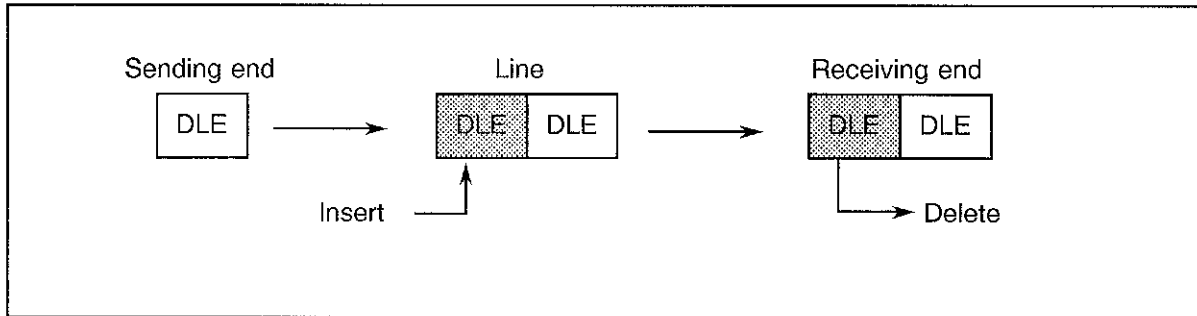 Sending end
Line
Receiving end
DLE
DLE DLE
DLE DLE
Insert
Delete